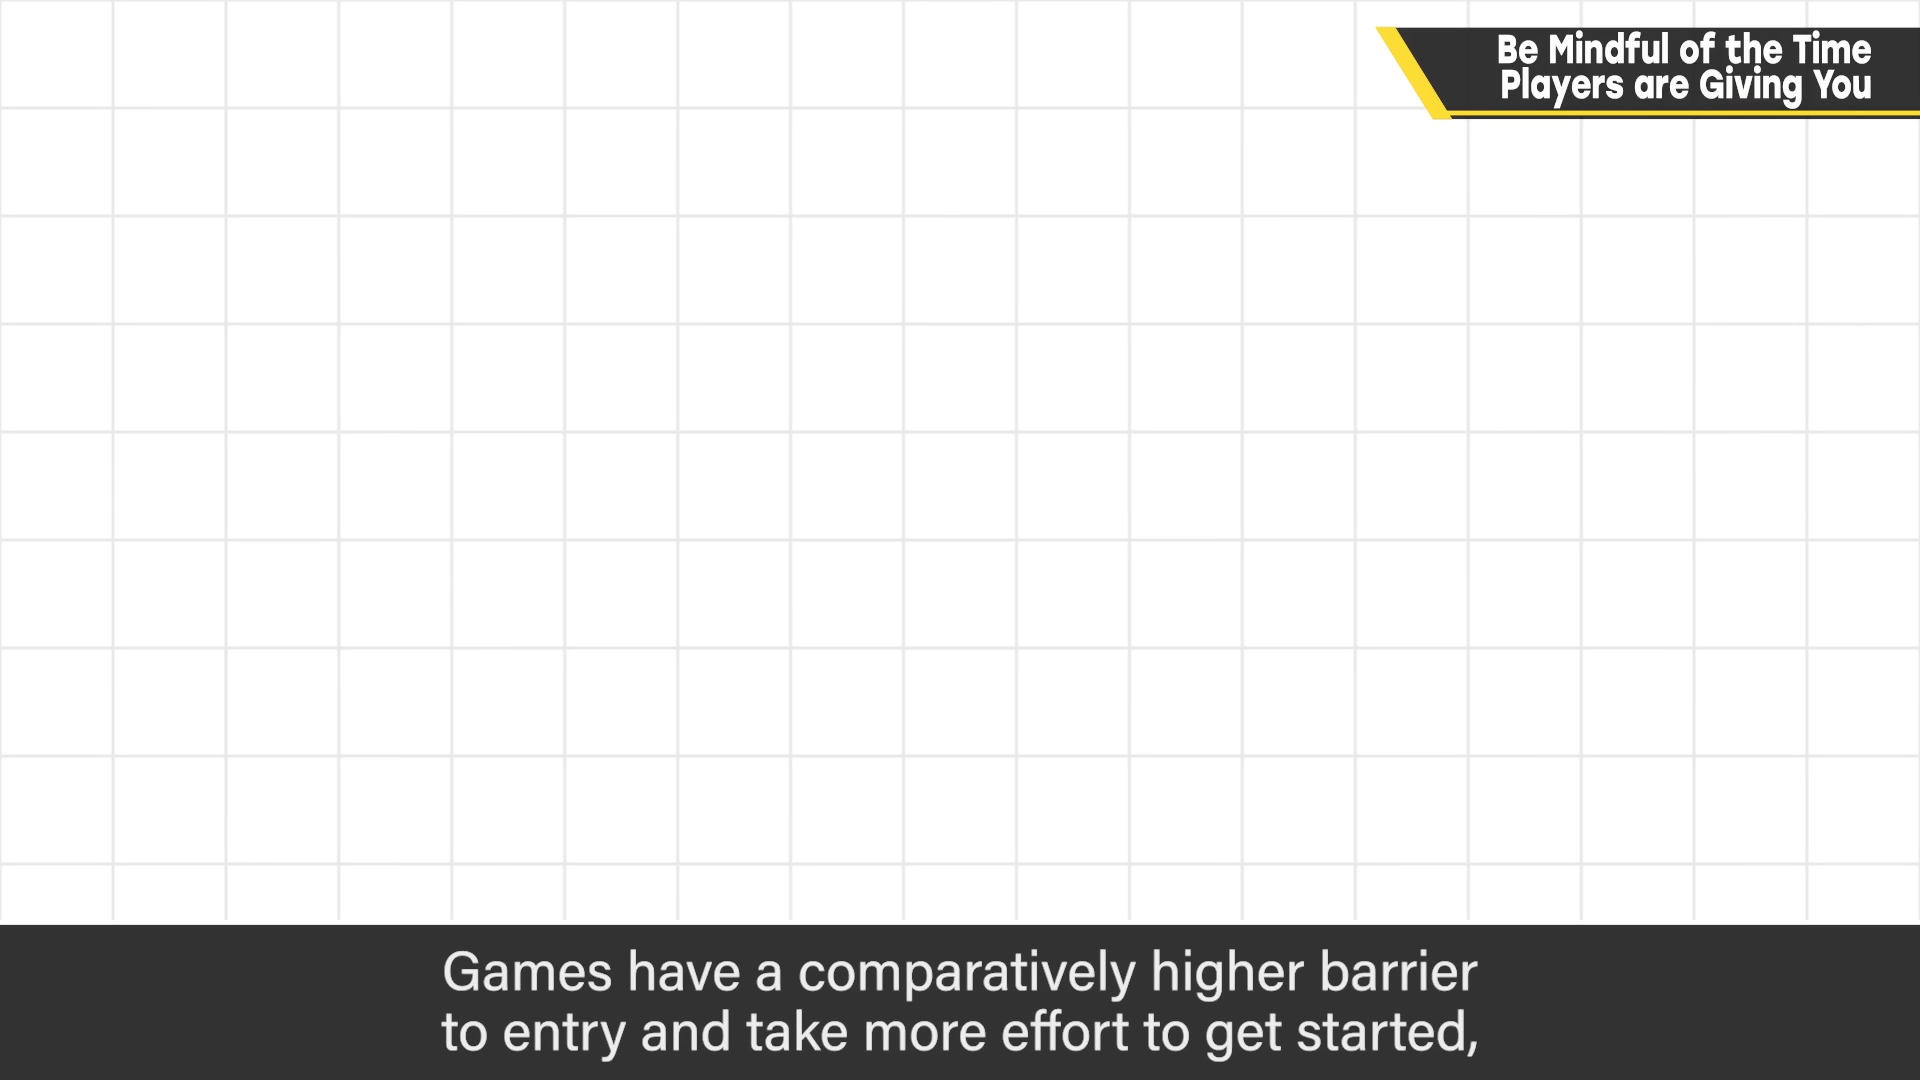 Be Mindful of the Time
Players are Giving You
Games have a comparatively higher barrier
to entry and take more effort to get started,